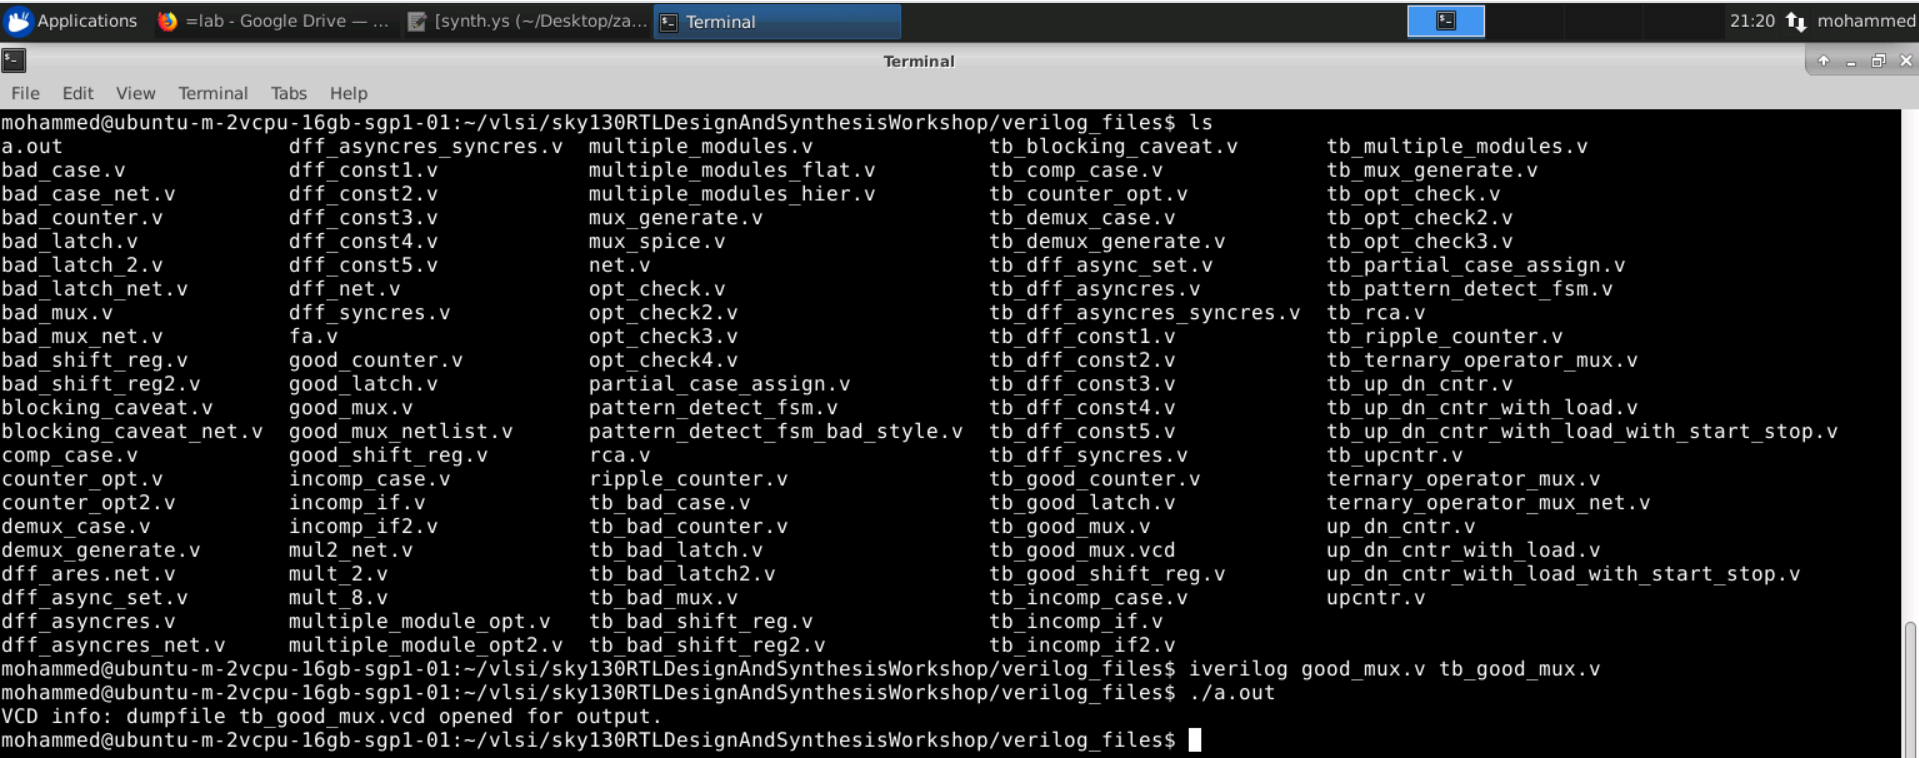 Applications =lab - Google Drive — ... [synth.ys (~/Desktop/za... Terminal 21:20 mohammed
Terminal
File Edit View Terminal Tabs Help
mohammed@ubuntu-m-2vcpu-16gb-sgp1-01:~/vlsi/sky130RTLDesignAndSynthesisWorkshop/verilog_files$ ls
a.out dff_asyncres_syncres.v multiple_modules.v tb_blocking_caveat.v tb_multiple_modules.v
bad_case.v dff_const1.v multiple_modules_flat.v tb_comp_case.v tb_mux_generate.v
bad_case_net.v dff_const2.v multiple_modules_hier.v tb_counter_opt.v tb_opt_check.v
bad_counter.v dff_const3.v mux_generate.v tb_demux_case.v tb_opt_check2.v
bad_latch.v dff_const4.v mux_spice.v tb_demux_generate.v tb_opt_check3.v
bad_latch_2.v dff_const5.v net.v tb_dff_async_set.v tb_partial_case_assign.v
bad_latch_net.v dff_net.v opt_check.v tb_dff_asyncres.v tb_pattern_detect_fsm.v
bad_mux.v dff_syncres.v opt_check2.v tb_dff_asyncres_syncres.v tb_rca.v
bad_mux_net.v fa.v opt_check3.v tb_dff_const1.v tb_ripple_counter.v
bad_shift_reg.v good_counter.v opt_check4.v tb_dff_const2.v tb_ternary_operator_mux.v
bad_shift_reg2.v good_latch.v partial_case_assign.v tb_dff_const3.v tb_up_dn_cntr.v
blocking_caveat.v good_mux.v pattern_detect_fsm.v tb_dff_const4.v tb_up_dn_cntr_with_load.v
blocking_caveat_net.v good_mux_netlist.v pattern_detect_fsm_bad_style.v tb_dff_const5.v tb_up_dn_cntr_with_load_with_start_stop.v
comp_case.v good_shift_reg.v rca.v tb_dff_syncres.v tb_upcntr.v
counter_opt.v incomp_case.v ripple_counter.v tb_good_counter.v ternary_operator_mux.v
counter_opt2.v incomp_if.v tb_bad_case.v tb_good_latch.v ternary_operator_mux_net.v
demux_case.v incomp_if2.v tb_bad_counter.v tb_good_mux.v up_dn_cntr.v
demux_generate.v mul2_net.v tb_bad_latch.v tb_good_mux.vcd up_dn_cntr_with_load.v
dff_ares.net.v mult_2.v tb_bad_latch2.v tb_good_shift_reg.v up_dn_cntr_with_load_with_start_stop.v
dff_async_set.v mult_8.v tb_bad_mux.v tb_incomp_case.v upcntr.v
dff_asyncres.v multiple_module_opt.v tb_bad_shift_reg.v tb_incomp_if.v
dff_asyncres_net.v multiple_module_opt2.v tb_bad_shift_reg2.v tb_incomp_if2.v
mohammed@ubuntu-m-2vcpu-16gb-sgp1-01:~/vlsi/sky130RTLDesignAndSynthesisWorkshop/verilog_files$ iverilog good_mux.v tb_good_mux.v
mohammed@ubuntu-m-2vcpu-16gb-sgp1-01:~/vlsi/sky130RTLDesignAndSynthesisWorkshop/verilog_files$ ./a.out
VCD info: dumpfile tb_good_mux.vcd opened for output.
mohammed@ubuntu-m-2vcpu-16gb-sgp1-01:~/vlsi/sky130RTLDesignAndSynthesisWorkshop/verilog_files$